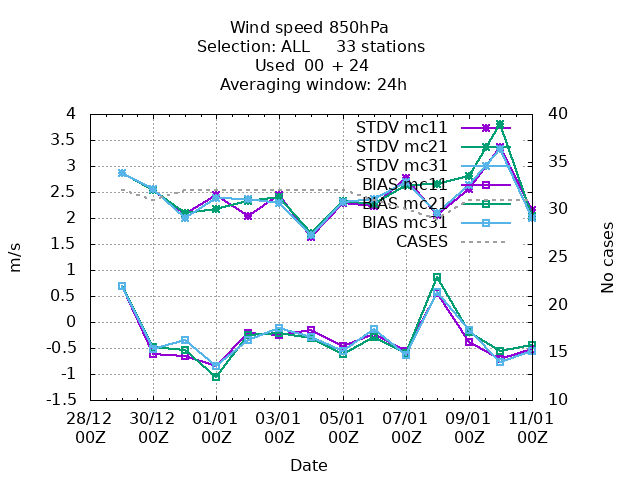 Wind speed 850hPa
Selection: ALL 33 stations
Used 00 + 24
Averaging window: 24h
4
3.5
3
2.5
2
1.5
1
0.5
0
-0.5
-1
-1.5
m/s
40
35
30
25
20
15
10
No cases
STDV mc11
STDV mc21
STDV mc31
BIAS mc11
BIAS mc21
BIAS mc31
CASES
28/12 30/12 01/01 03/01 05/01 07/01 09/01 11/01
00Z 00Z 00Z 00Z 00Z 00Z 00Z 00Z
Date